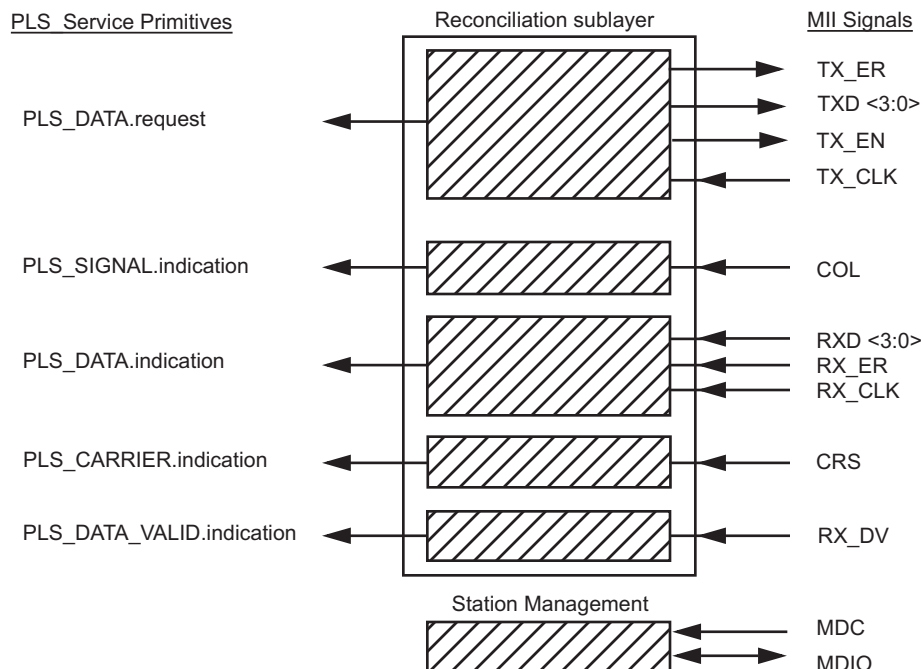 PLS_Service Primitives
Reconciliation sublayer
MII Signals
PLS_DATA.request
TX_ER
TXD <3:0>
TX_EN
TX_CLK
PLS_SIGNAL.indication
COL
PLS_DATA.indication
RXD <3:0>
RX_ER
RX_CLK
PLS_CARRIER.indication
CRS
PLS_DATA_VALID.indication
RX_DV
Station Management
MDC
MDIO